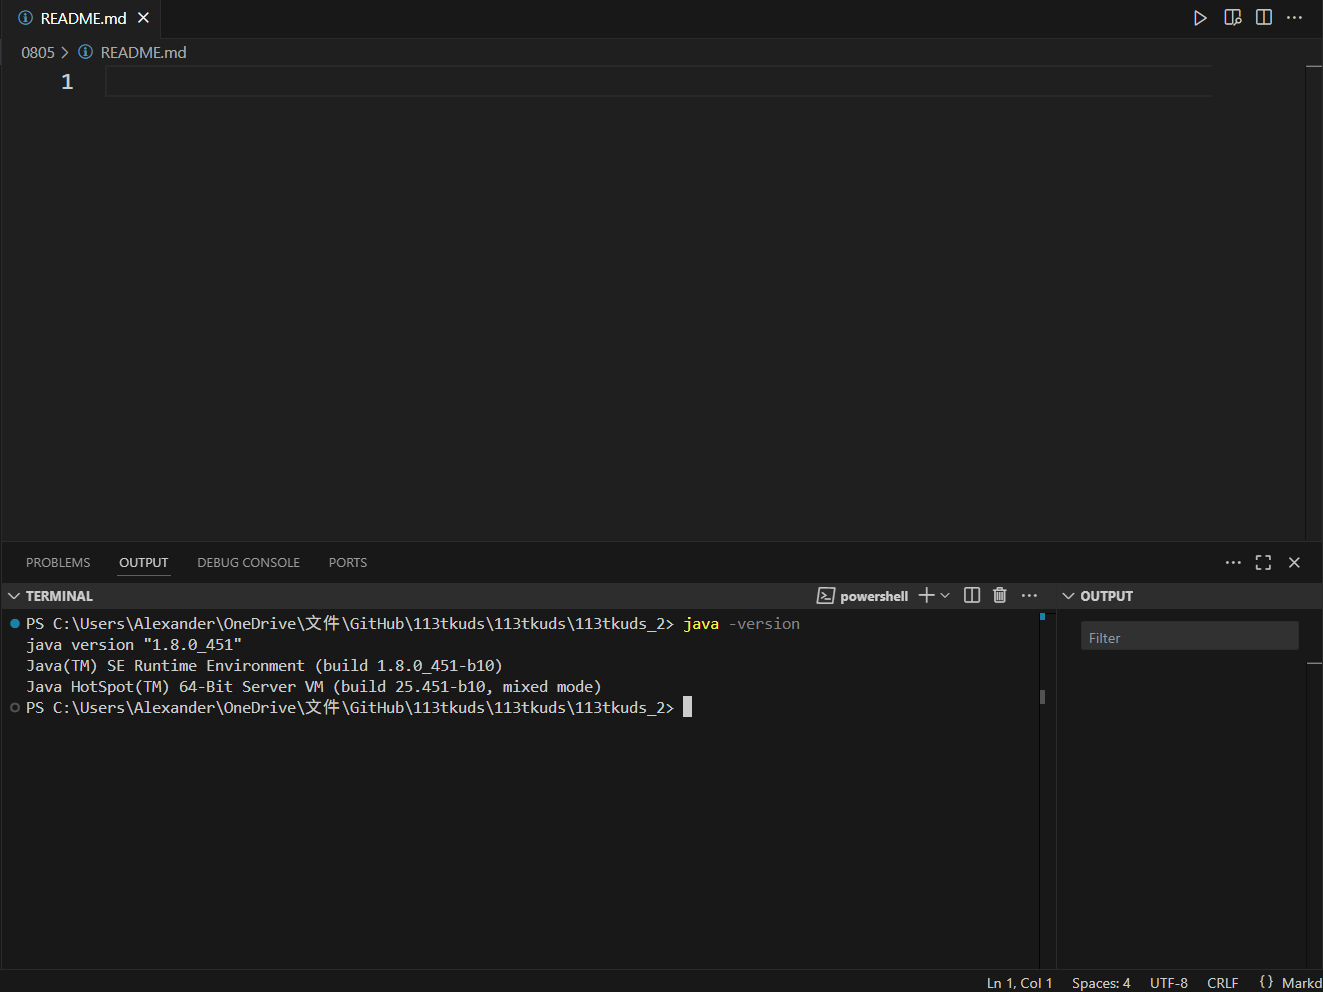 README.md
0805 > README.md
1
PROBLEMS OUTPUT DEBUG CONSOLE PORTS
TERMINAL powershell
PS C:\Users\Alexander\OneDrive\文件\GitHub\113tkuds\113tkuds\113tkuds_2> java -version
java version "1.8.0_451"
Java(TM) SE Runtime Environment (build 1.8.0_451-b10)
Java HotSpot(TM) 64-Bit Server VM (build 25.451-b10, mixed mode)
PS C:\Users\Alexander\OneDrive\文件\GitHub\113tkuds\113tkuds\113tkuds_2>
OUTPUT
Filter
Ln 1, Col 1 Spaces: 4 UTF-8 CRLF {} Markd